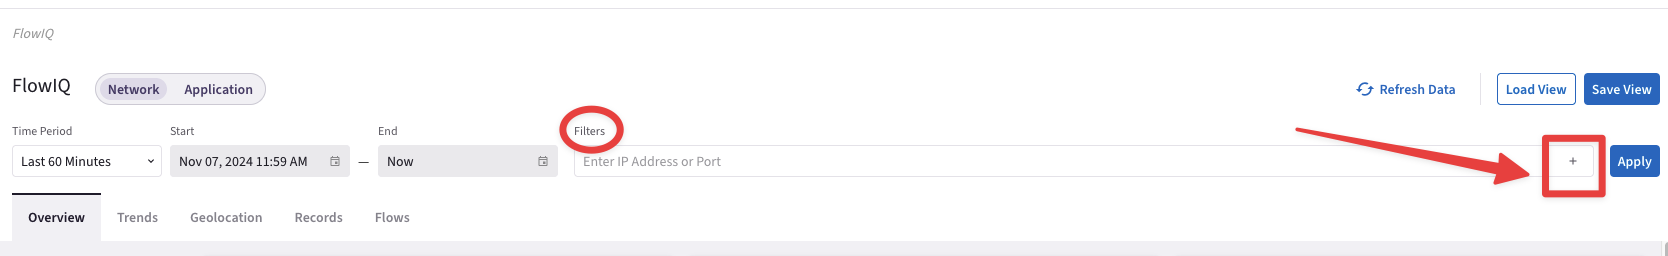 FlowIQ
FlowIQ Network Application Refresh Data Load View Save View
Time Period Start End Filters
Last 60 Minutes Nov 07, 2024 11:59 AM — Now Enter IP Address or Port + Apply
Overview Trends Geolocation Records Flows